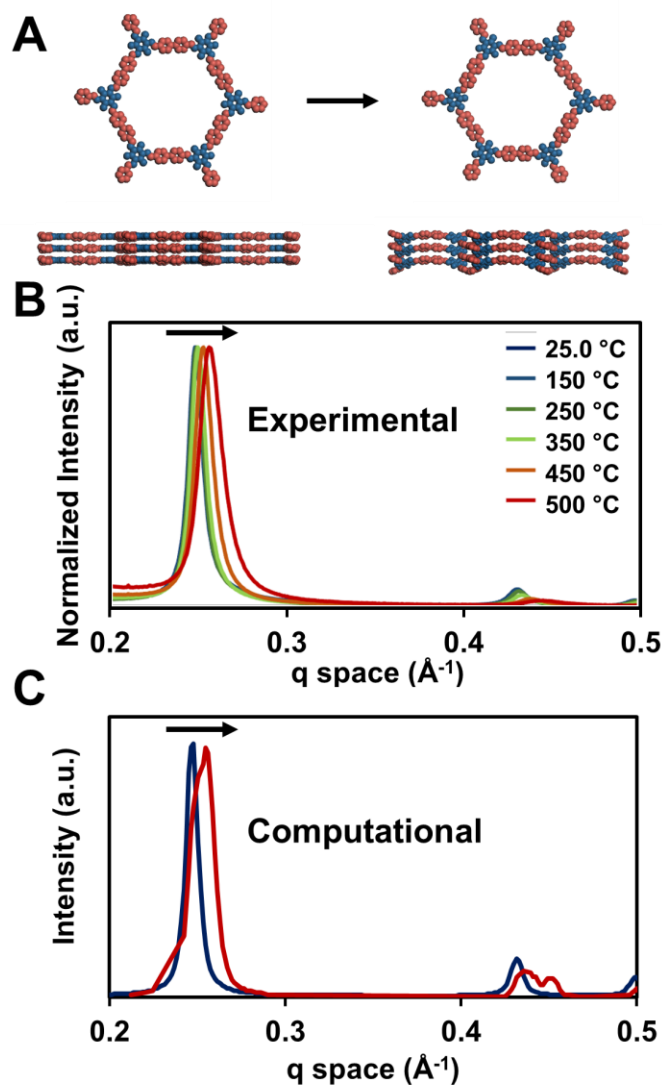 A
B
Normalized Intensity (a.u.)
Experimental
25.0 °C
150 °C
250 °C
350 °C
450 °C
500 °C
0.2
0.3
0.4
0.5
q space (Å-1)
C
Intensity (a.u.)
Computational
0.2
0.3
0.4
0.5
q space (Å-1)